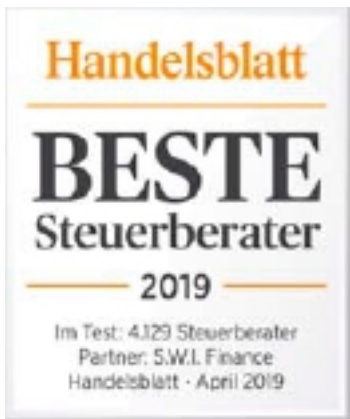 Handelsblatt
BESTE
Steuerberater
2019
Im Test: 4.129 Steuerberater
Partner: S.W.I. Finance
Handelsblatt · April 2019